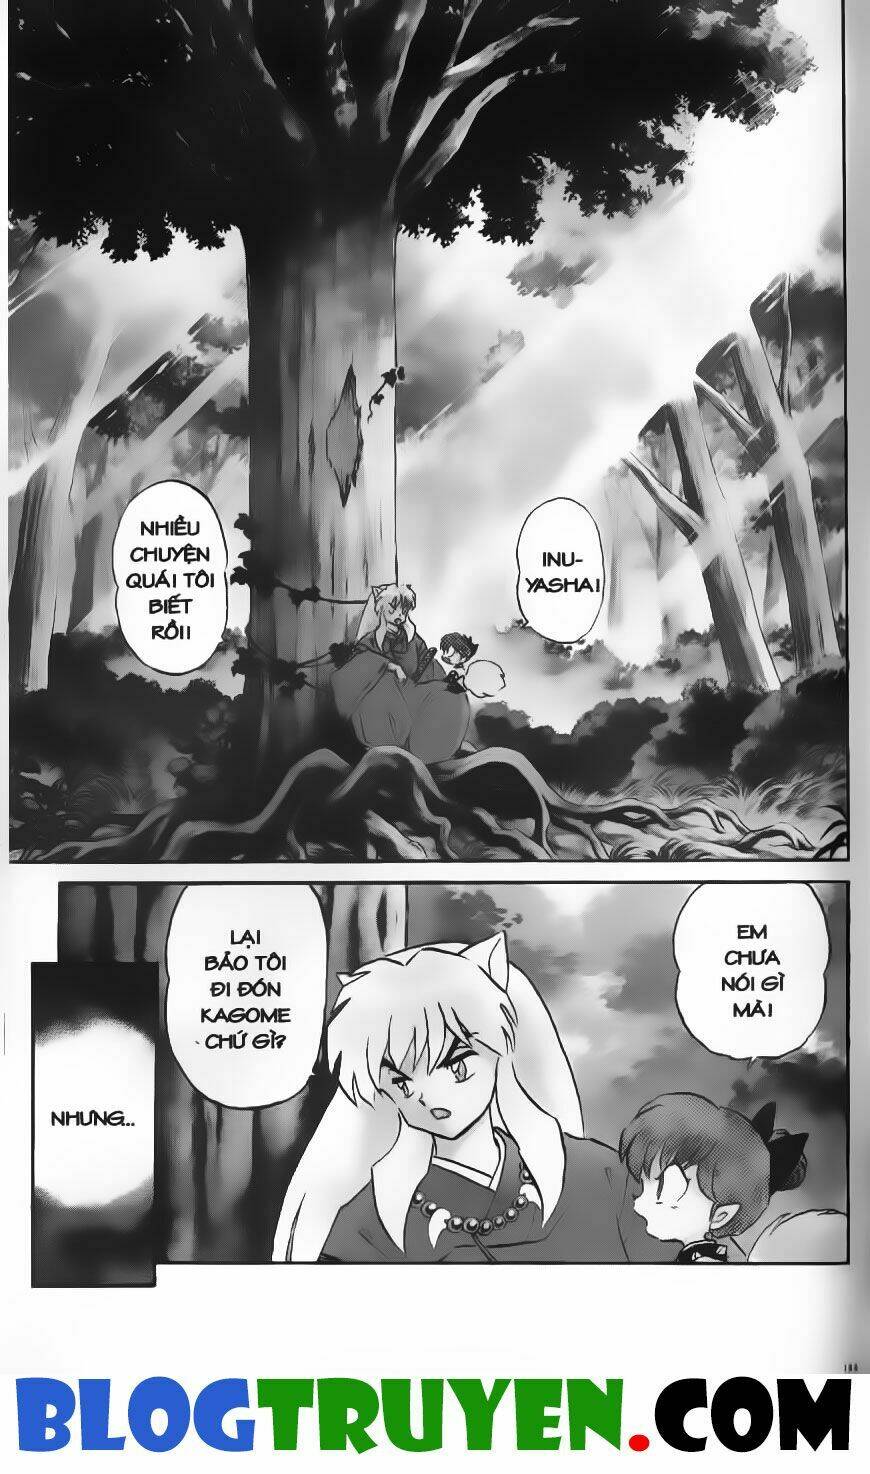 INU-
YASHA!
NHIỀU
CHUYỆN
QUÁ! TÔI
BIẾT
RỒI!
EM
CHƯA
NÓI GÌ
MÀ!
LẠI
BẢO TÔI
ĐI ĐÓN
KAGOME
CHỨ GÌ?
NHƯNG..
BLOGTRUYEN.COM